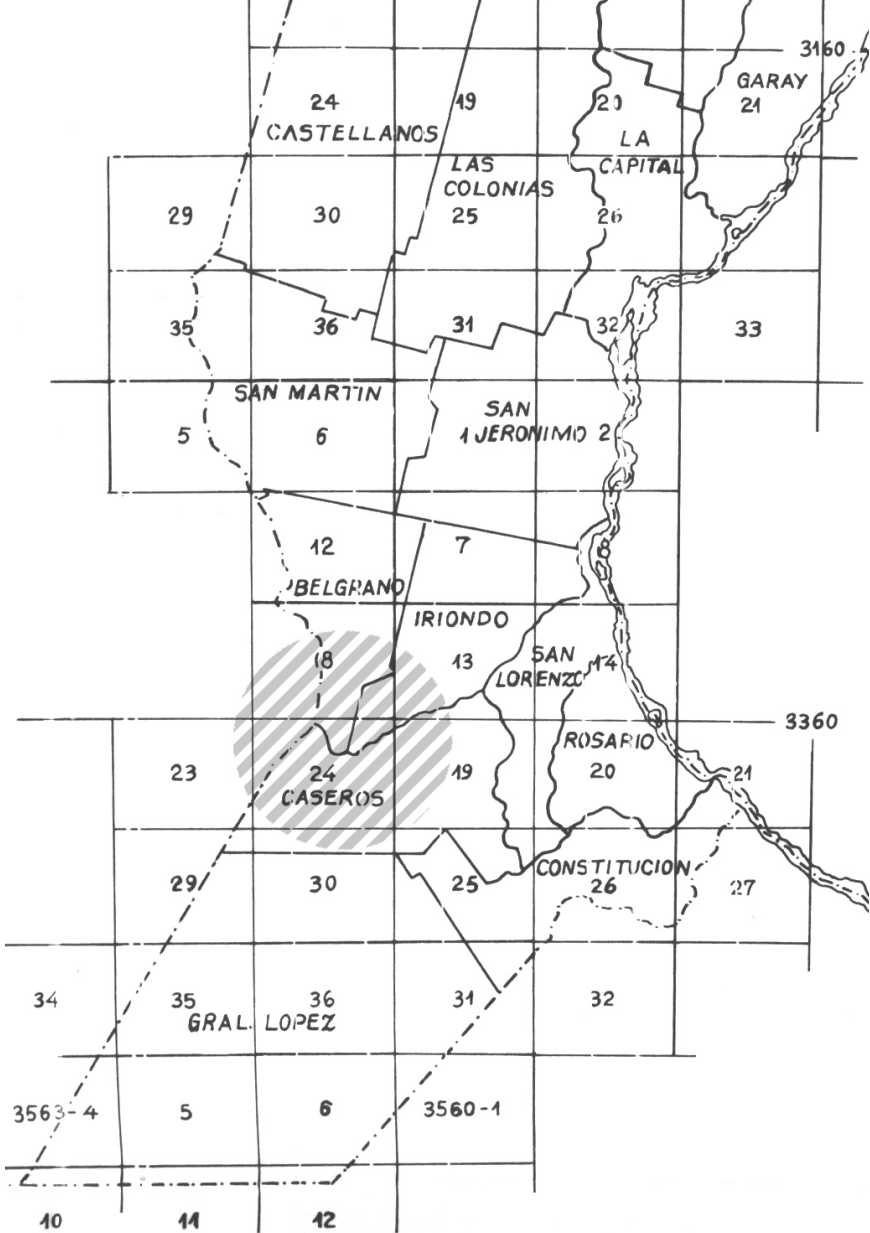 3160
24 19 20 GARAY
21
CASTELLANOS
LA
CAPITAL
LAS
COLONIAS
29 30 25 26
35 36 31 32 33
SAN MARTIN
SAN
5 6 1 JERONIMO 2
12 7 8
BELGRANO
IRIONDO
SAN
LORENZO
18 13 14
3360
ROSARIO
23 24 19 20 21
CASEROS
CONSTITUCION
29 30 25 26 27
34 35 36 31 32
GRAL. LOPEZ
3563-4 5 6 3560-1
10 11 12